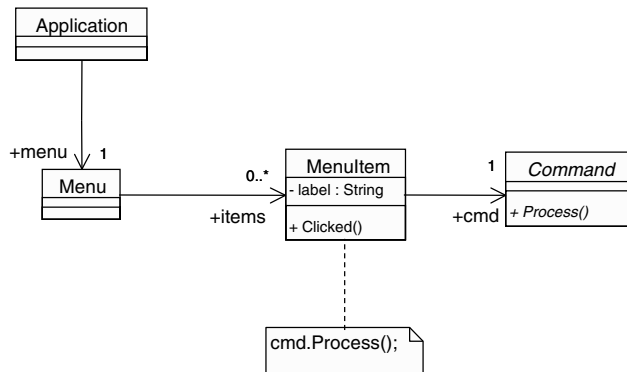 Application
+menu
1
Menu
0..*
+items
MenuItem
- label : String
+ Clicked()
1
+cmd
Command
+ Process()
cmd.Process();